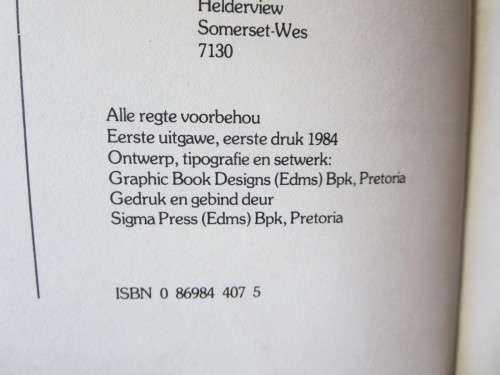 Helderview
Somerset-Wes
7130
Alle regte voorbehou
Eerste uitgawe, eerste druk 1984
Ontwerp, tipografie en setwerk:
Graphic Book Designs (Edms) Bpk, Pretoria
Gedruk en gebind deur
Sigma Press (Edms) Bpk, Pretoria
ISBN 0 86984 407 5